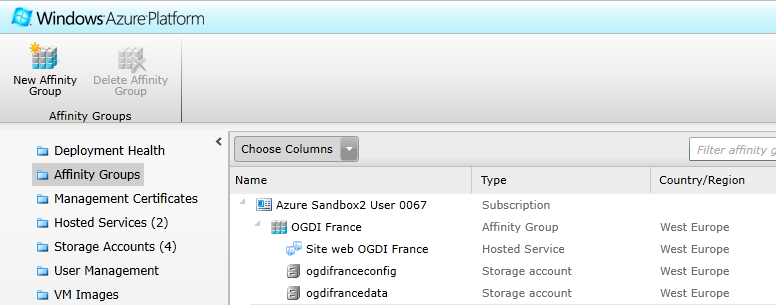 Windows Azure Platform
New Affinity Group
Delete Affinity Group
Affinity Groups
Deployment Health
Affinity Groups
Management Certificates
Hosted Services (2)
Storage Accounts (4)
User Management
VM Images
Choose Columns
Filter affinity g
Name Type Country/Region
Azure Sandbox2 User 0067 Subscription
OGDI France Affinity Group West Europe
Site web OGDI France Hosted Service West Europe
ogdifranceconfig Storage account West Europe
ogdifrancedata Storage account West Europe